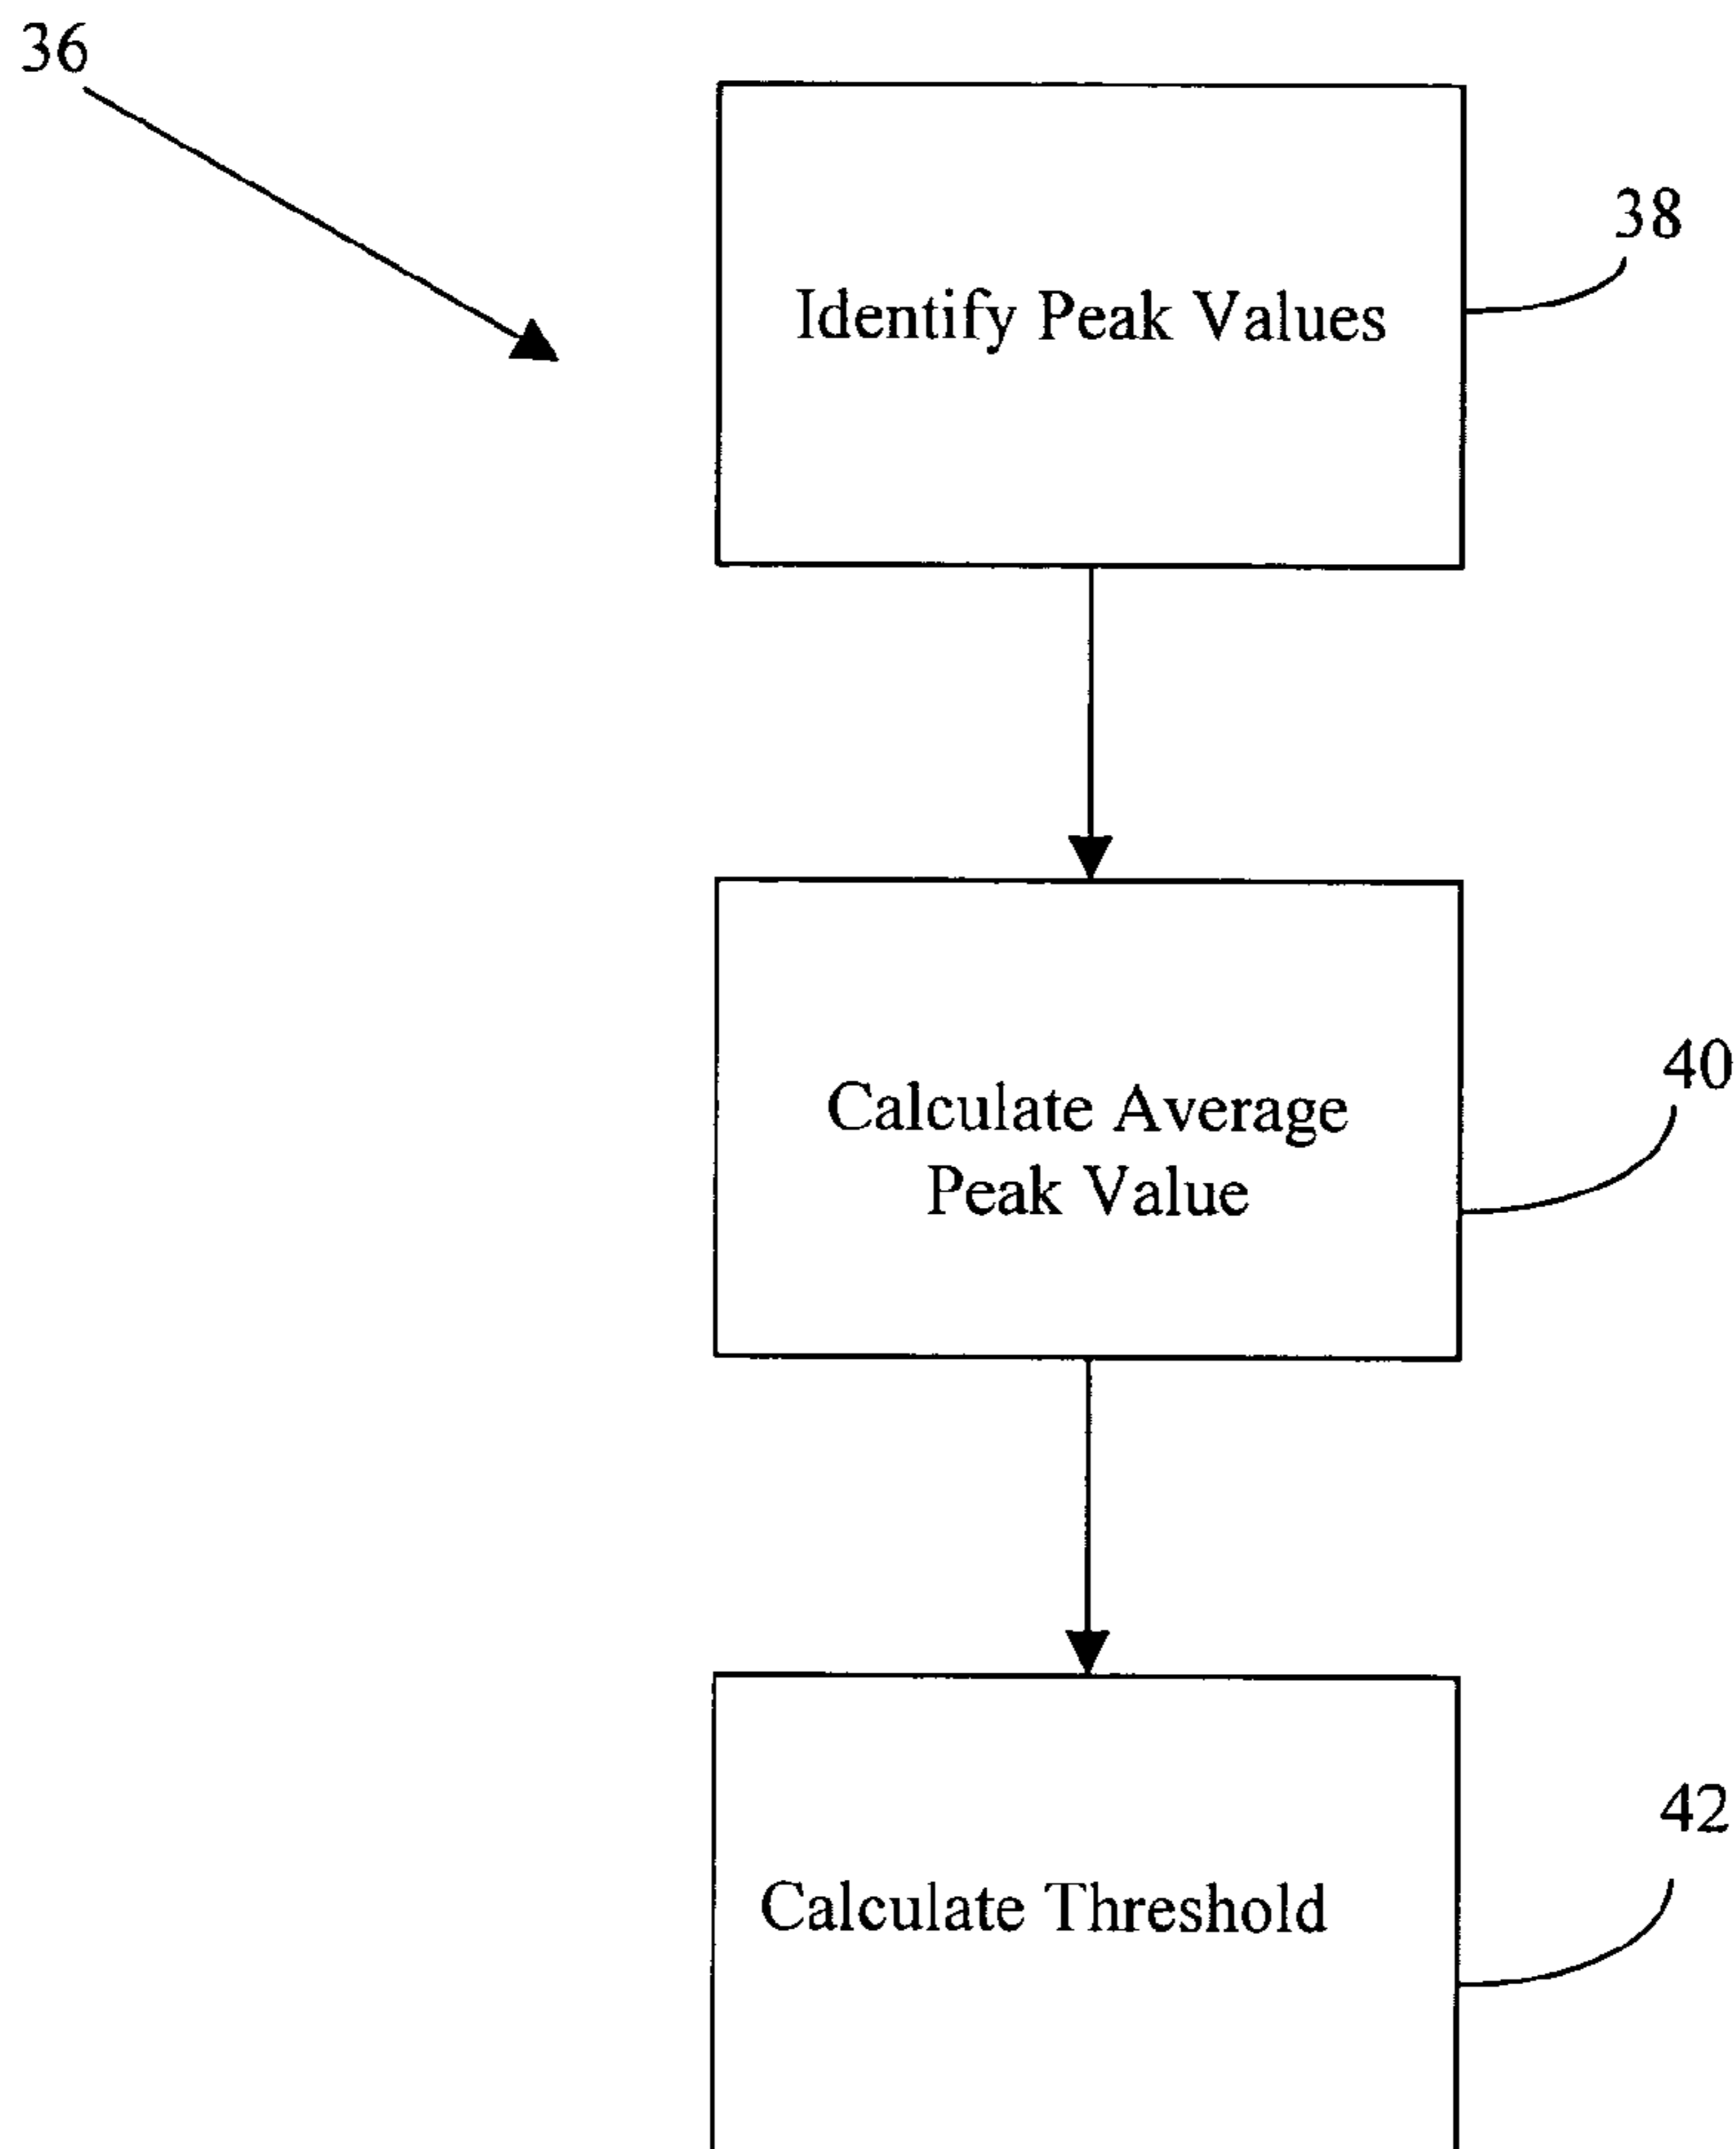 36
38
Identify Peak Values
40
Calculate Average
Peak Value
42
Calculate Threshold